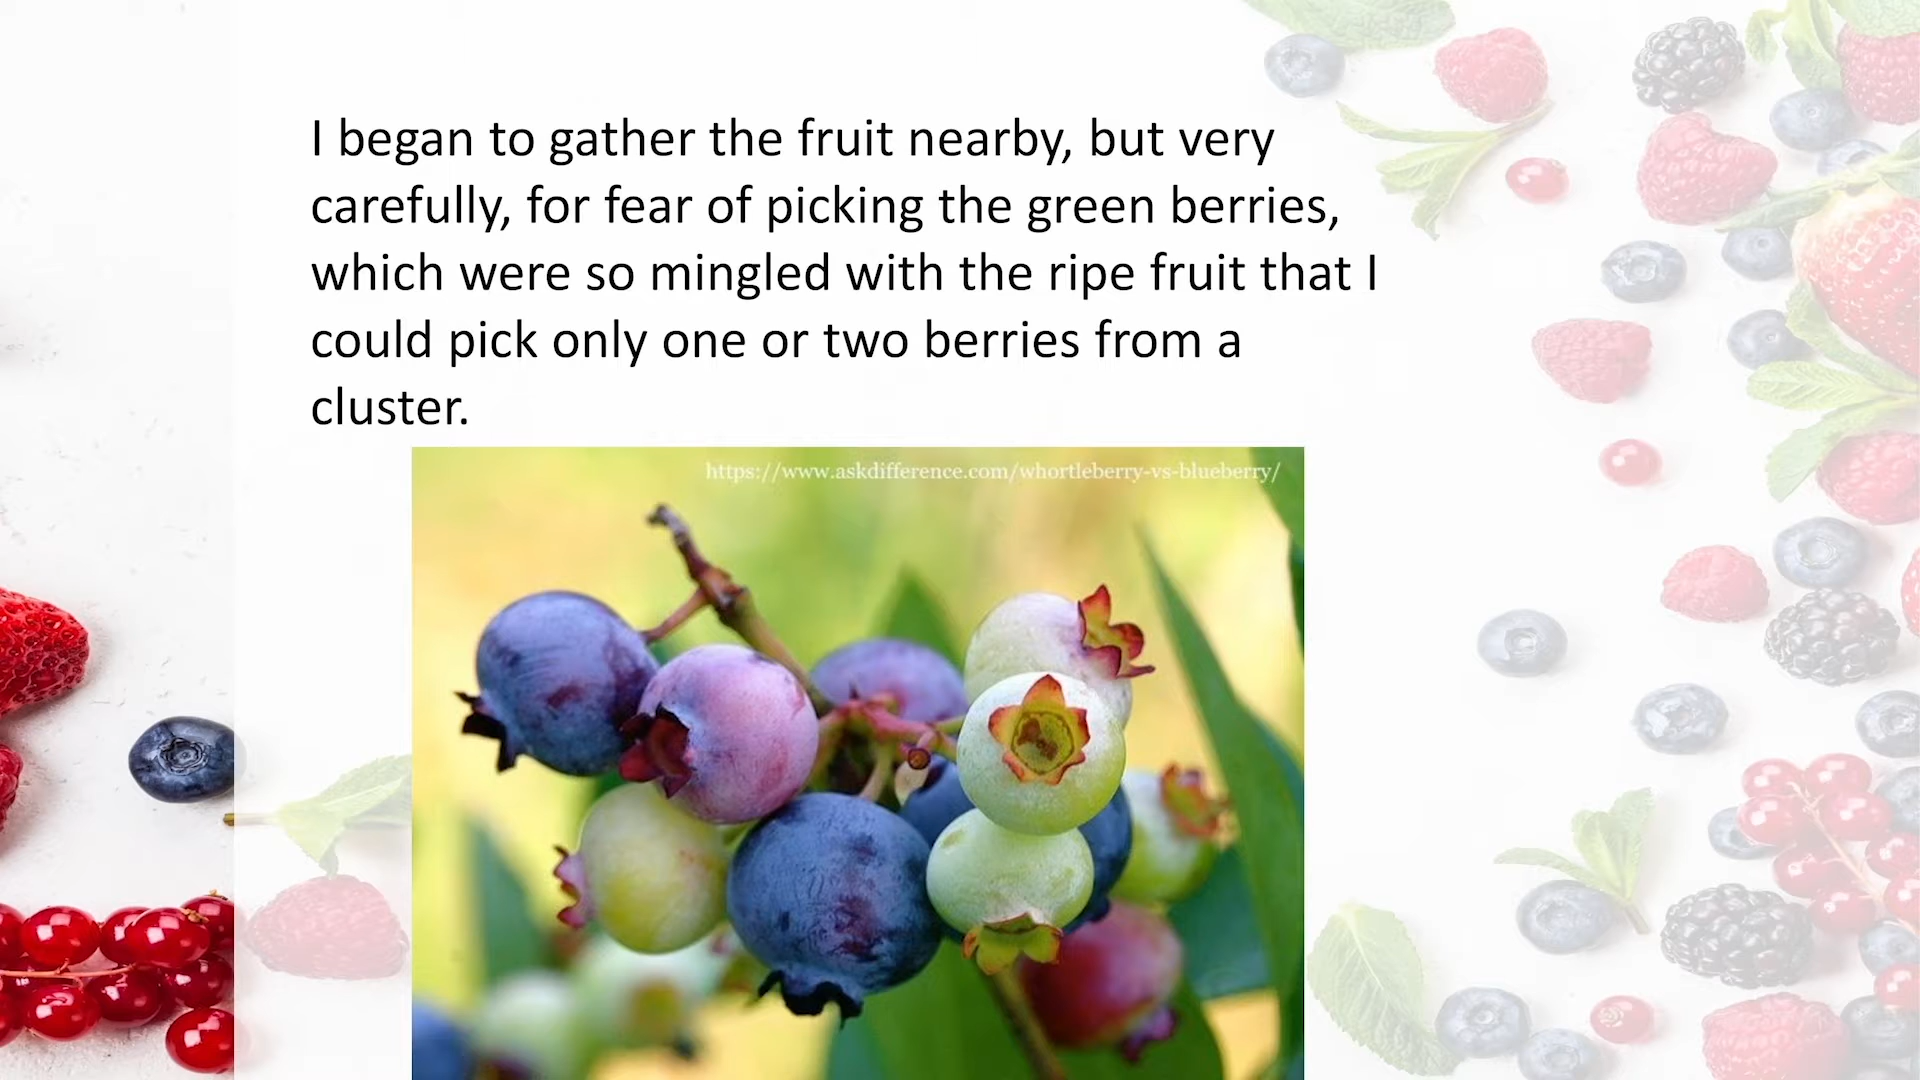 I began to gather the fruit nearby, but very
carefully, for fear of picking the green berries,
which were so mingled with the ripe fruit that I
could pick only one or two berries from a
cluster.
https://www.askdifference.com/whortleberry-vs-blueberry/